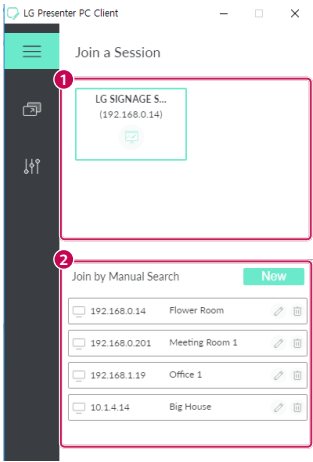 LG Presenter PC Client
Join a Session
1
LG SIGNAGE S...
(192.168.0.14)
2
Join by Manual Search
New
192.168.0.14 Flower Room
192.168.0.201 Meeting Room 1
192.168.1.19 Office 1
10.1.4.14 Big House